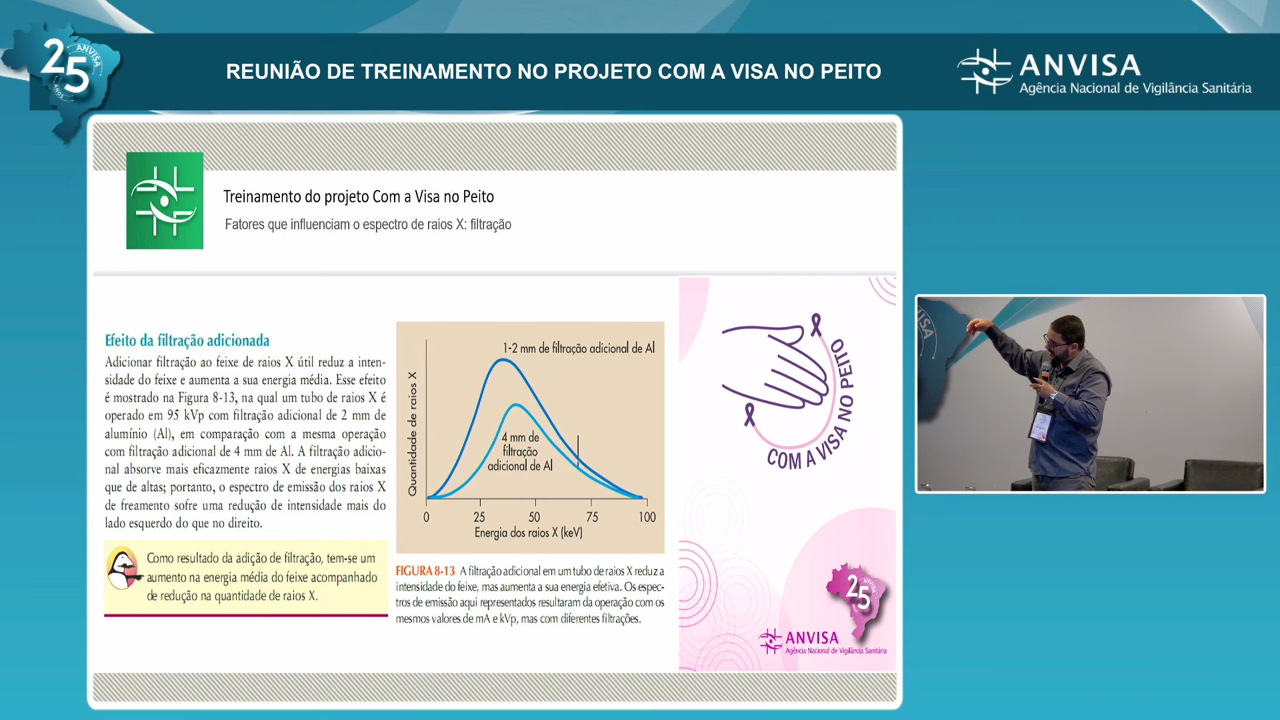 25
ANVISA
ANOS
REUNIÃO DE TREINAMENTO NO PROJETO COM A VISA NO PEITO
ANVISA
Agência Nacional de Vigilância Sanitária
Treinamento do projeto Com a Visa no Peito
Fatores que influenciam o espectro de raios X: filtração
Efeito da filtração adicionada
Adicionar filtração ao feixe de raios X útil reduz a inten-
sidade do feixe e aumenta a sua energia média. Esse efeito
é mostrado na Figura 8-13, na qual um tubo de raios X é
operado em 95 kVp com filtração adicional de 2 mm de
alumínio (Al), em comparação com a mesma operação
com filtração adicional de 4 mm de Al. A filtração adicio-
nal absorve mais eficazmente raios X de energias baixas
que de altas; portanto, o espectro de emissão dos raios X
de freamento sofre uma redução de intensidade mais do
lado esquerdo do que no direito.
Como resultado da adição de filtração, tem-se um
aumento na energia média do feixe acompanhado
de redução na quantidade de raios X.
Quantidade de raios X
1-2 mm de filtração adicional de Al
4 mm de
filtração
adicional de Al
0 25 50 75 100
Energia dos raios X (keV)
FIGURA 8-13 A filtração adicional em um tubo de raios X reduz a
intensidade do feixe, mas aumenta a sua energia efetiva. Os espec-
tros de emissão aqui representados resultaram da operação com os
mesmos valores de mA e kVp, mas com diferentes filtrações.
COM A VISA NO PEITO
25
ANVISA
ANVISA
Agência Nacional de Vigilância Sanitária